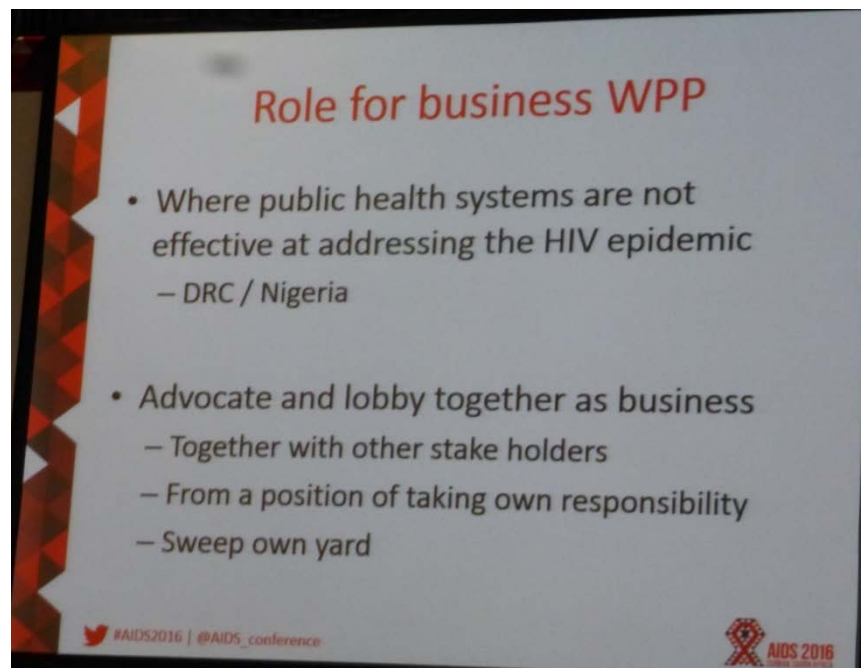 Role for business WPP
• Where public health systems are not
effective at addressing the HIV epidemic
– DRC / Nigeria
• Advocate and lobby together as business
– Together with other stake holders
– From a position of taking own responsibility
– Sweep own yard
#AIDS2016 | @AIDS_conference
AIDS 2016